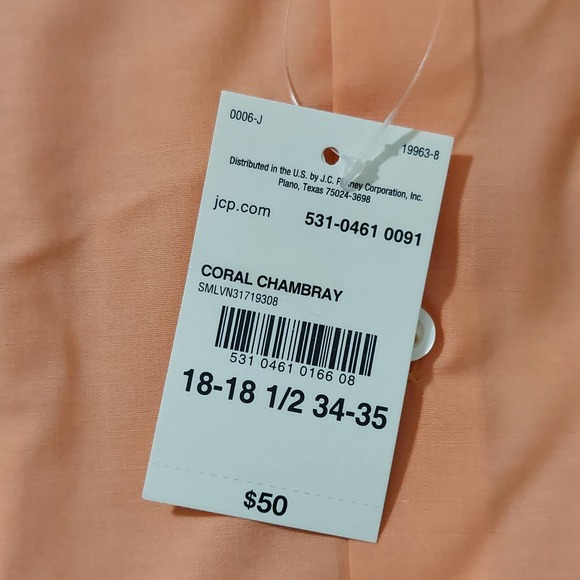 0006-J
19963-8
Distributed in the U.S. by J.C. Corporation, Inc.
Plano, Texas 75024-3698
jcp.com
531-0461 0091
CORAL CHAMBRAY
SMLVN31719308
531 0461 0166 08
18-18 1/2 34-35
$50